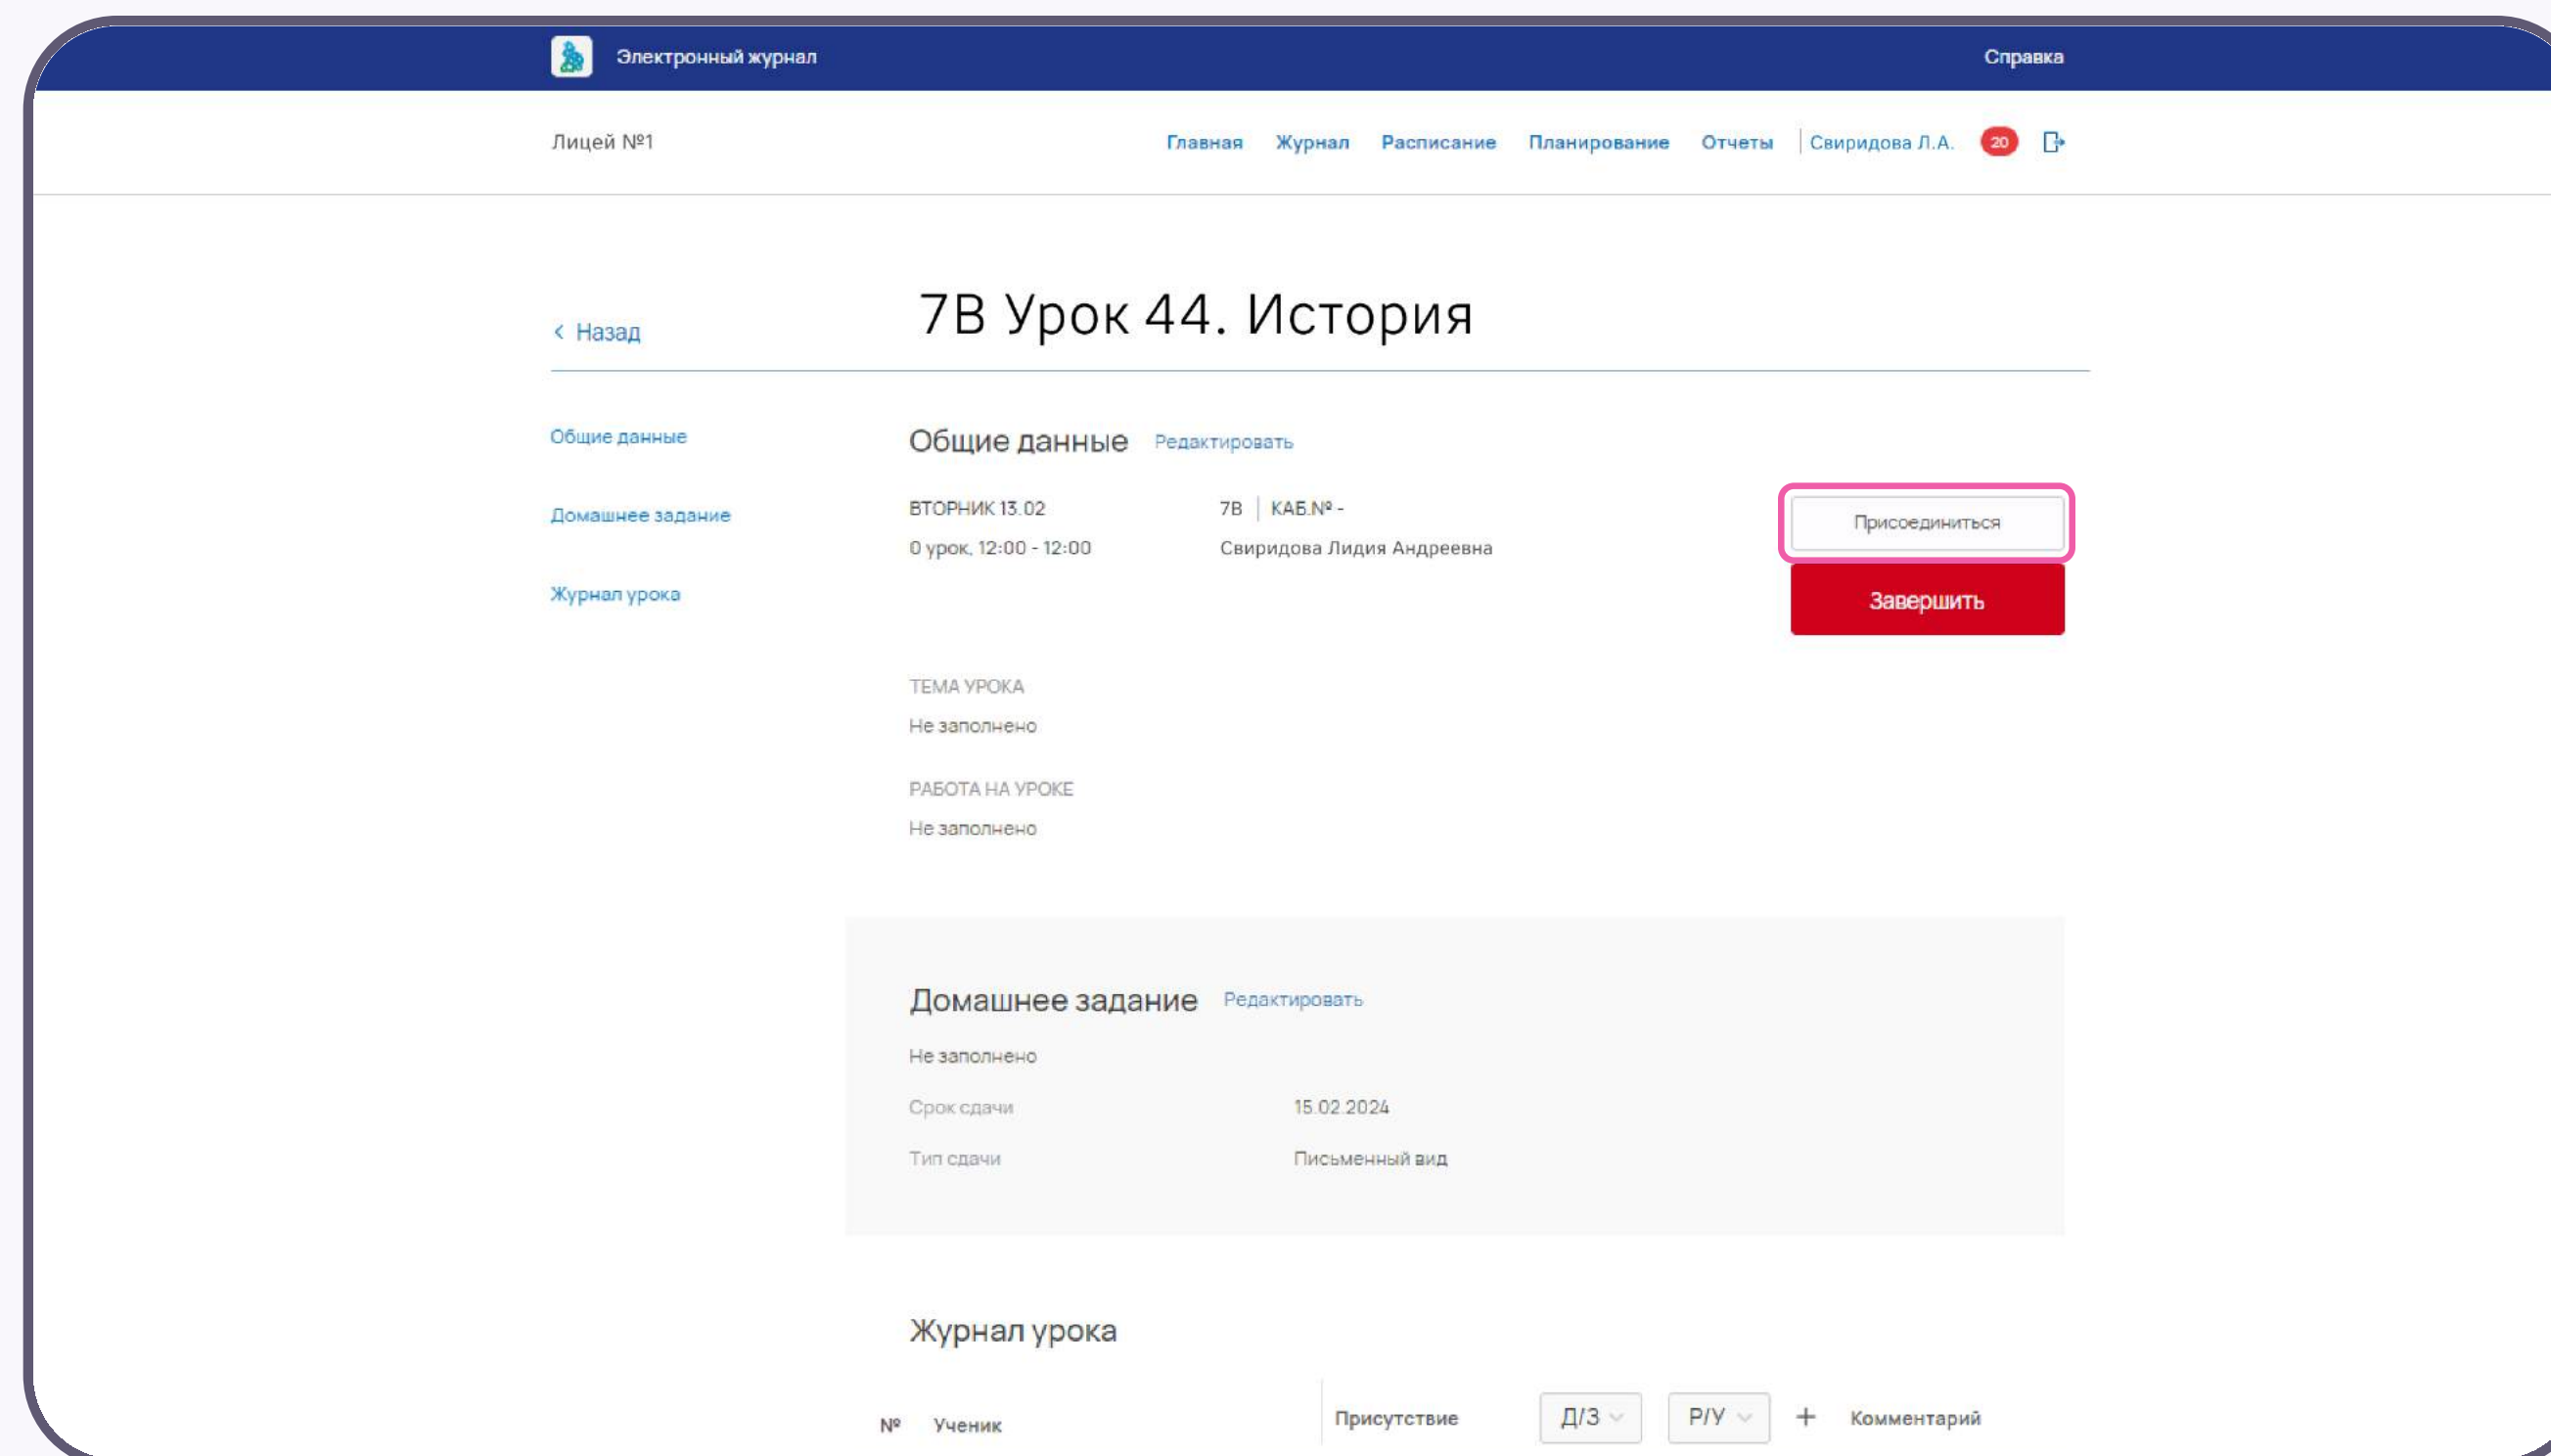 Электронный журнал
Справка
Лицей №1
Главная Журнал Расписание Планирование Отчеты Свиридова Л.А. 20
< Назад
7В Урок 44. История
Общие данные
Домашнее задание
Журнал урока
Общие данные Редактировать
ВТОРНИК 13.02
7В | КАБ.№ -
0 урок, 12:00 - 12:00
Свиридова Лидия Андреевна
Присоединиться
Завершить
ТЕМА УРОКА
Не заполнено
РАБОТА НА УРОКЕ
Не заполнено
Домашнее задание Редактировать
Не заполнено
Срок сдачи 15.02.2024
Тип сдачи Письменный вид
Журнал урока
№ Ученик Присутствие Д/З Р/У + Комментарий